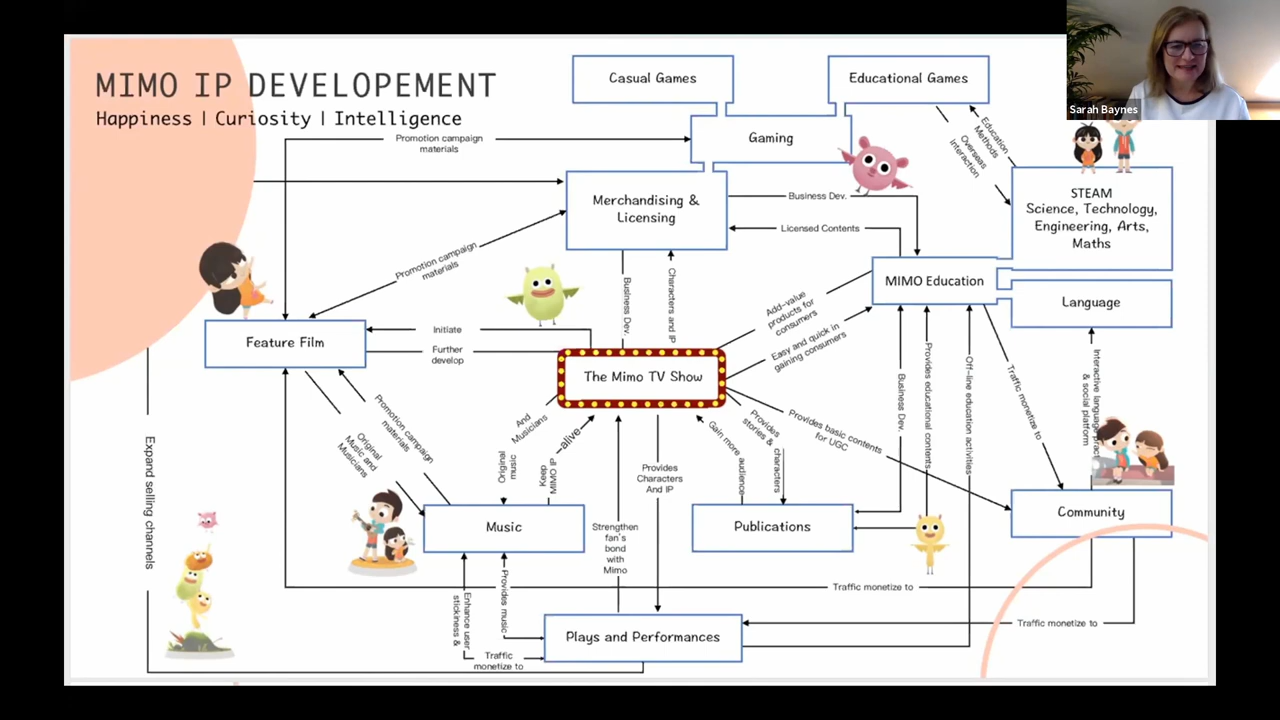 MIMO IP DEVELOPEMENT
Happiness | Curiosity | Intelligence
Sarah Baynes
Casual Games
Educational Games
Gaming
Promotion campaign
materials
Education
Methods
Overseas
interaction
STEAM
Science, Technology,
Engineering, Arts,
Maths
Merchandising &
Licensing
Business Dev.
Licensed Contents
Promotion campaign
materials
Business Dev.
Characters and IP
MIMO Education
Language
Add-value
products for
consumers
Easy and quick in
gaining consumers
Feature Film
Initiate
Further
develop
The Mimo TV Show
Promotion campaign
materials
Original
Music and
Musicians
And
Musicians
Original
music
Keep
MIMO IP
alive
Provides
Characters
And IP
Gain more
audience
Provides
stories &
characters
Provides basic contents
for UGC
Business Dev.
Provides educational contents
Off-line education activities
Traffic monetize to
Interactive language
& social platform
Expand selling channels
Music
Strengthen
fan's
bond
with
Mimo
Publications
Community
Enhance user
stickiness &
Provides music
Traffic
monetize to
Plays and Performances
Traffic monetize to
Traffic monetize to